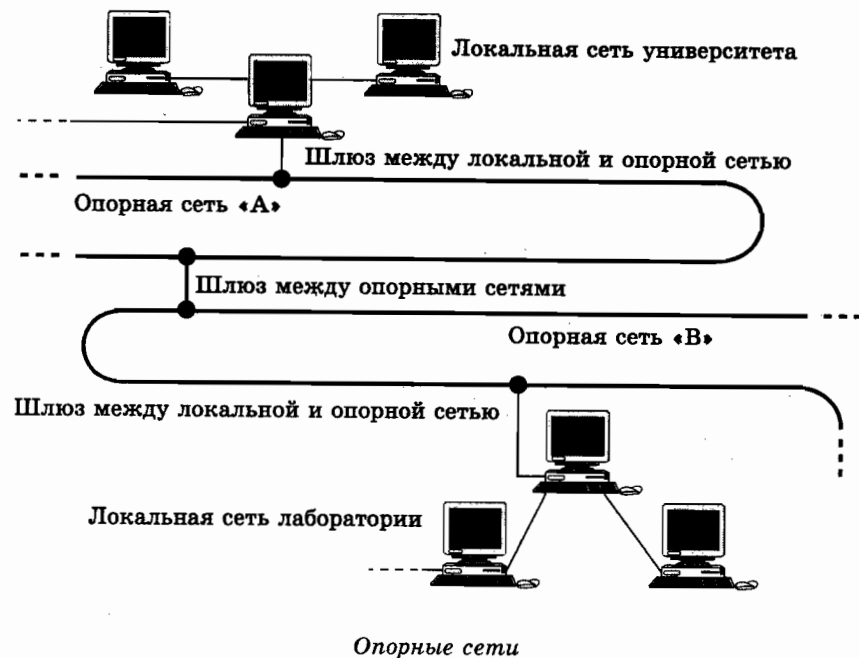 Локальная сеть университета
Шлюз между локальной и опорной сетью
Опорная сеть «А»
Шлюз между опорными сетями
Опорная сеть «В»
Шлюз между локальной и опорной сетью
Локальная сеть лаборатории
Опорные сети